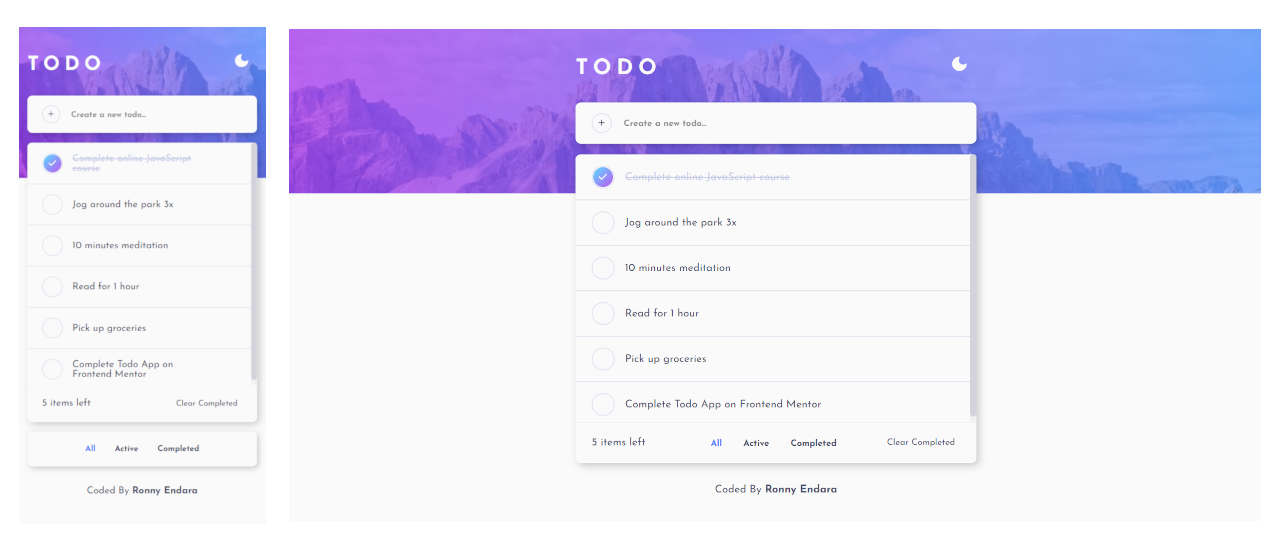 TODO
+ Create a new todo...
Complete online JavaScript
course
Jog around the park 3x
10 minutes meditation
Read for 1 hour
Pick up groceries
Complete Todo App on
Frontend Mentor
5 items left Clear Completed
All Active Completed
Coded By Ronny Endara
TODO
+ Create a new todo...
Complete online JavaScript course
Jog around the park 3x
10 minutes meditation
Read for 1 hour
Pick up groceries
Complete Todo App on Frontend Mentor
5 items left All Active Completed Clear Completed
Coded By Ronny Endara